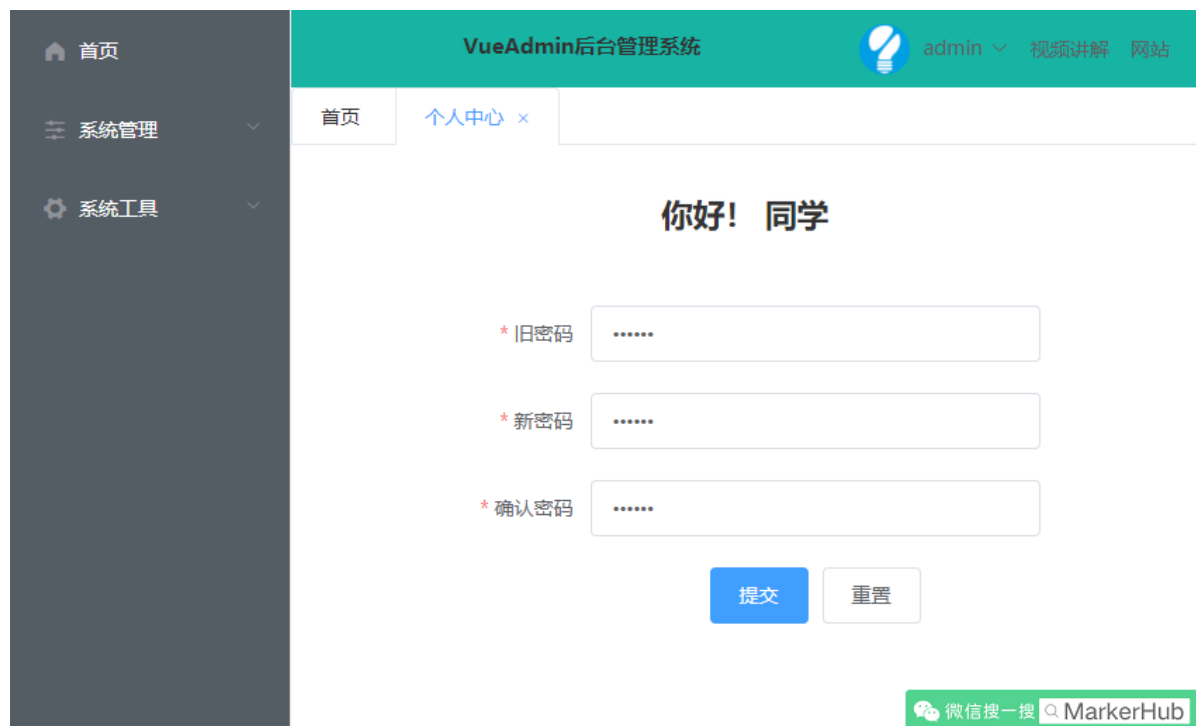 首页
系统管理
系统工具
VueAdmin后台管理系统
admin 视频讲解 网站
首页 个人中心 ×
你好! 同学
* 旧密码 ••••••
* 新密码 ••••••
* 确认密码 ••••••
提交 重置
微信搜一搜 MarkerHub